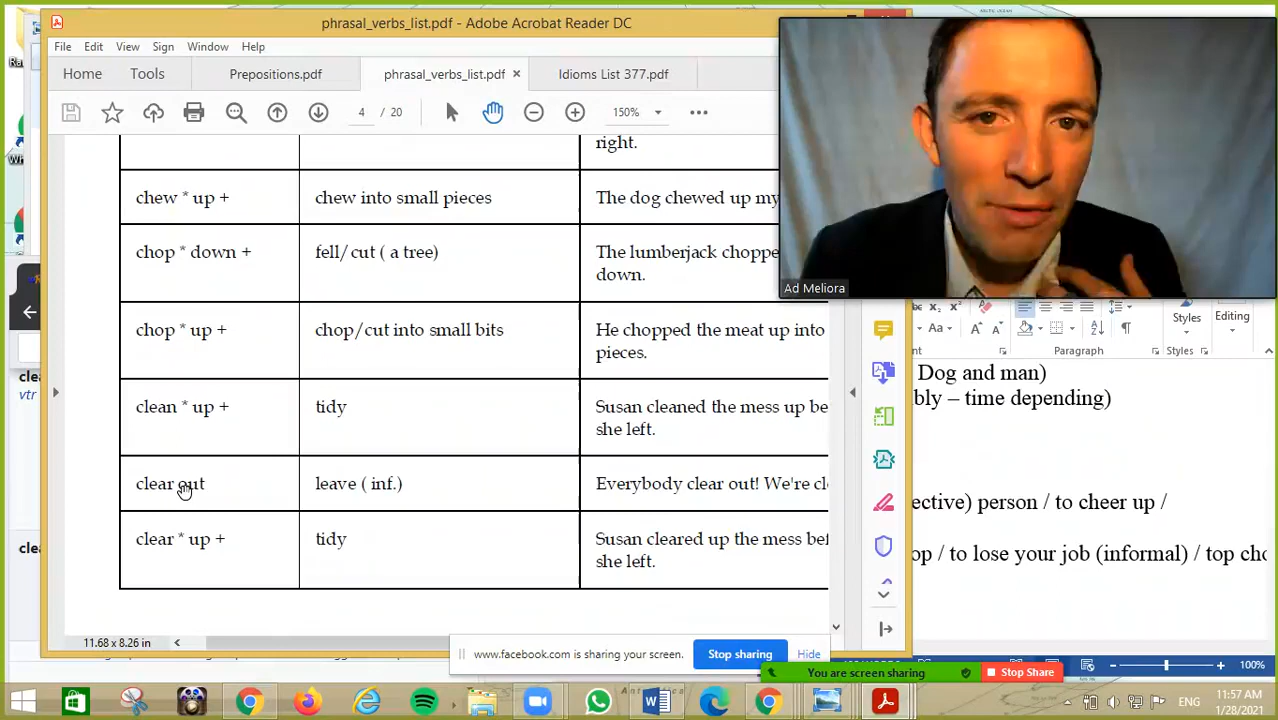 phrasal_verbs_list.pdf - Adobe Acrobat Reader DC
File Edit View Sign Window Help
Home Tools Prepositions.pdf phrasal_verbs_list.pdf × Idioms List 377.pdf
4 / 20 150%
right.
chew * up + chew into small pieces The dog chewed up my
chop * down + fell/cut ( a tree) The lumberjack choppe
down.
chop * up + chop/cut into small bits He chopped the meat up into
pieces.
clean * up + tidy Susan cleaned the mess up be
she left.
clear out leave ( inf.) Everybody clear out! We're cl
clear * up + tidy Susan cleared up the mess bef
she left.
11.68 x 8.26 in
Ad Meliora
Styles Editing
Paragraph Styles
Dog and man)
bly – time depending)
ective) person / to cheer up /
op / to lose your job (informal) / top cho
clea
vtr
clea
www.facebook.com is sharing your screen. Stop sharing Hide
You are screen sharing Stop Share
100%
ENG
11:57 AM
1/28/2021